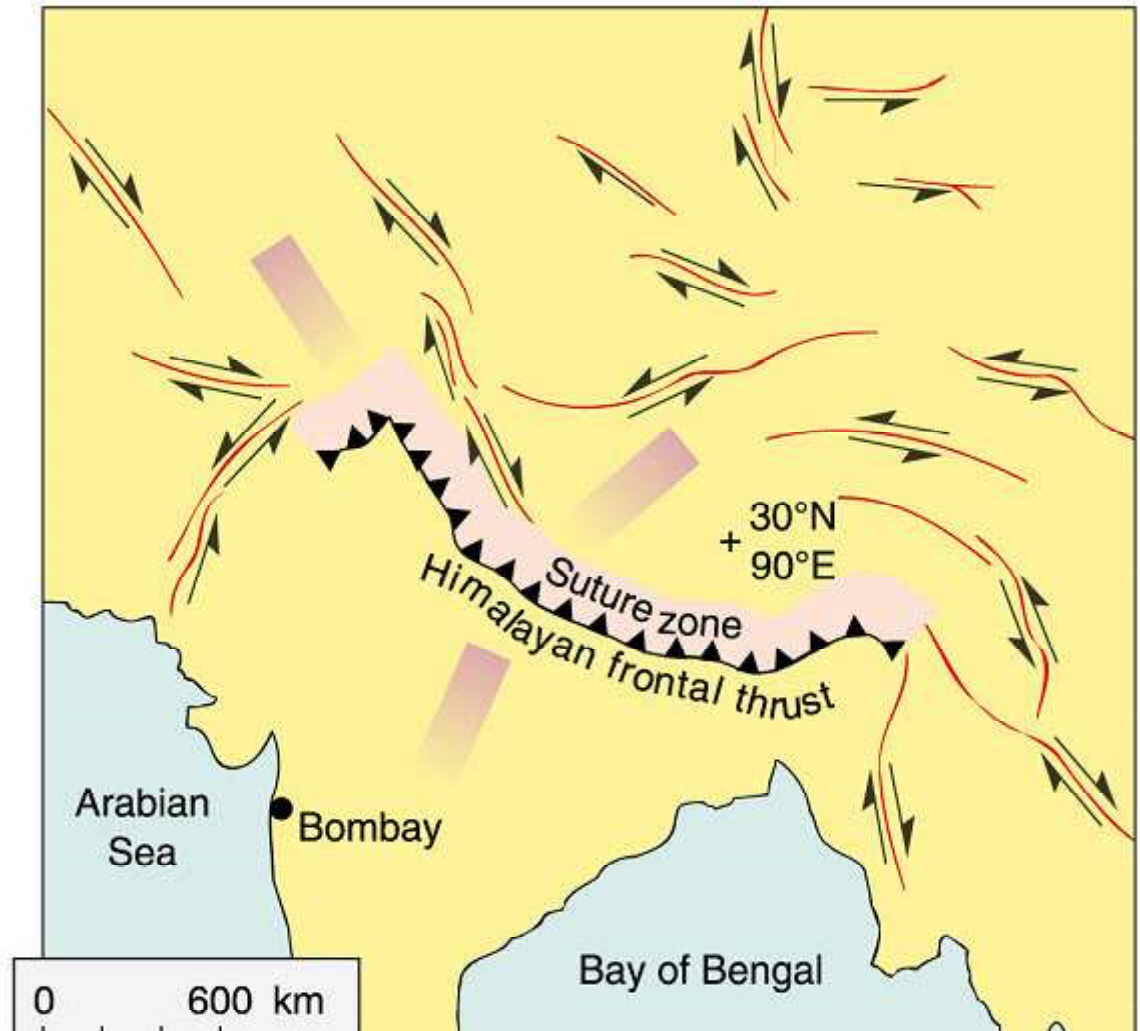 30°N
90°E
Suture zone
Himalayan frontal thrust
Arabian
Sea
Bombay
Bay of Bengal
0 600 km